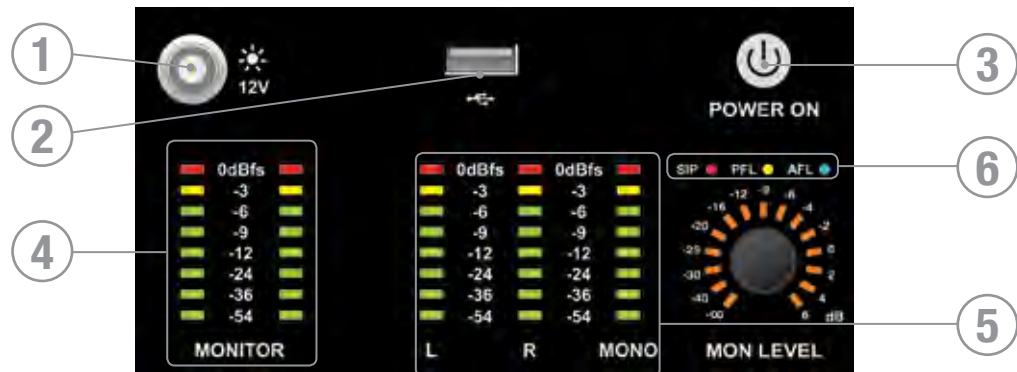 1
2
3
4
5
6
12V
POWER ON
0dBfs
-3
-6
-9
-12
-24
-36
-54
MONITOR
0dBfs 0dBfs
-3 -3
-6 -6
-9 -9
-12 -12
-24 -24
-36 -36
-54 -54
L R MONO
SIP PFL AFL
-12 -9 -6
-16 -4
-20 -2
0
-30 2
-40 4
-00 6 dB
MON LEVEL